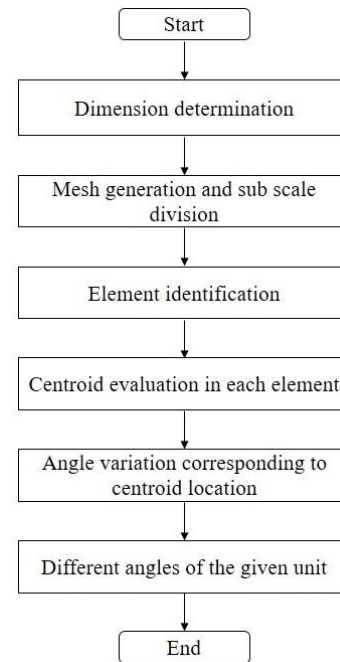 Start
Dimension determination
Mesh generation and sub scale
division
Element identification
Centroid evaluation in each element
Angle variation corresponding to
centroid location
Different angles of the given unit
End